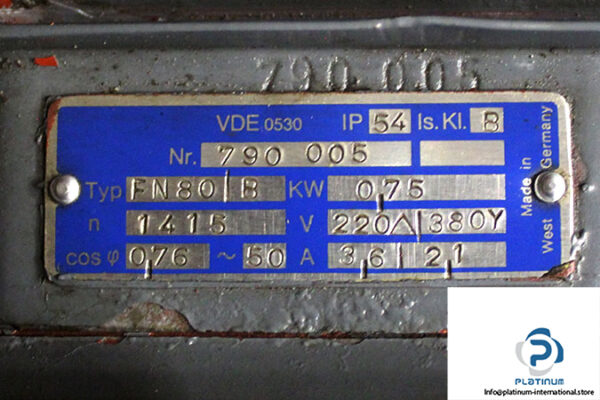 790 005
VDE 0530 IP 54 Is. Kl. B
Nr. 790 005
Typ FN80/B KW 0,75
n 1415 V 220△/380Y
cos φ 0,76 ~ 50 A 3,6/2,1
Made in
West Germany
PLATINUM
Info@platinum-international.store